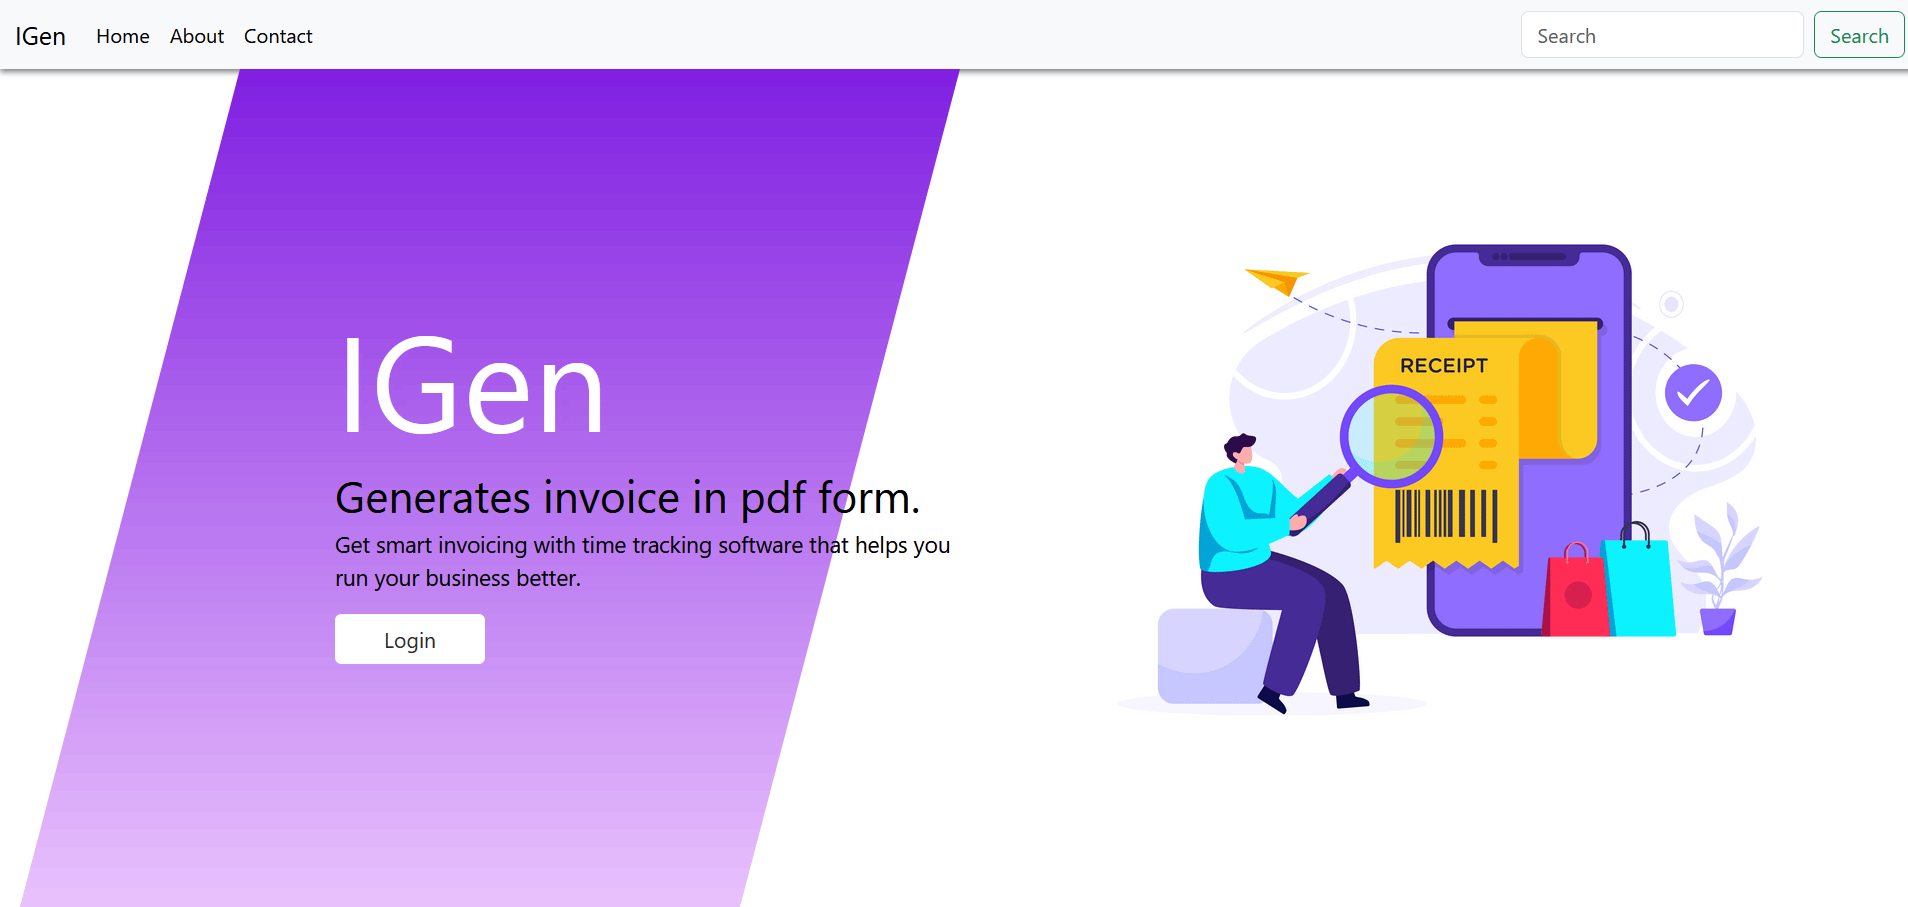 IGen Home About Contact Search Search
IGen
Generates invoice in pdf form.
Get smart invoicing with time tracking software that helps you
run your business better.
Login
RECEIPT